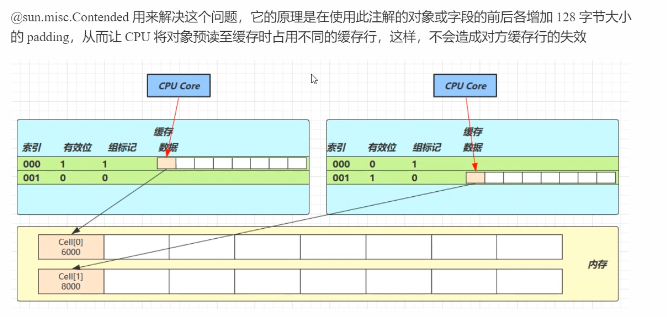 @sun.misc.Contended 用来解决这个问题，它的原理是在使用此注解的对象或字段的前后各增加 128 字节大小
的 padding，从而让 CPU 将对象预读至缓存时占用不同的缓存行，这样，不会造成对方缓存行的失效
CPU Core CPU Core
缓存 缓存
索引 有效位 组标记 数据 索引 有效位 组标记 数据
000 1 1 000 0 1
001 0 0 001 1 0
Cell[0]
6000
内存
Cell[1]
8000